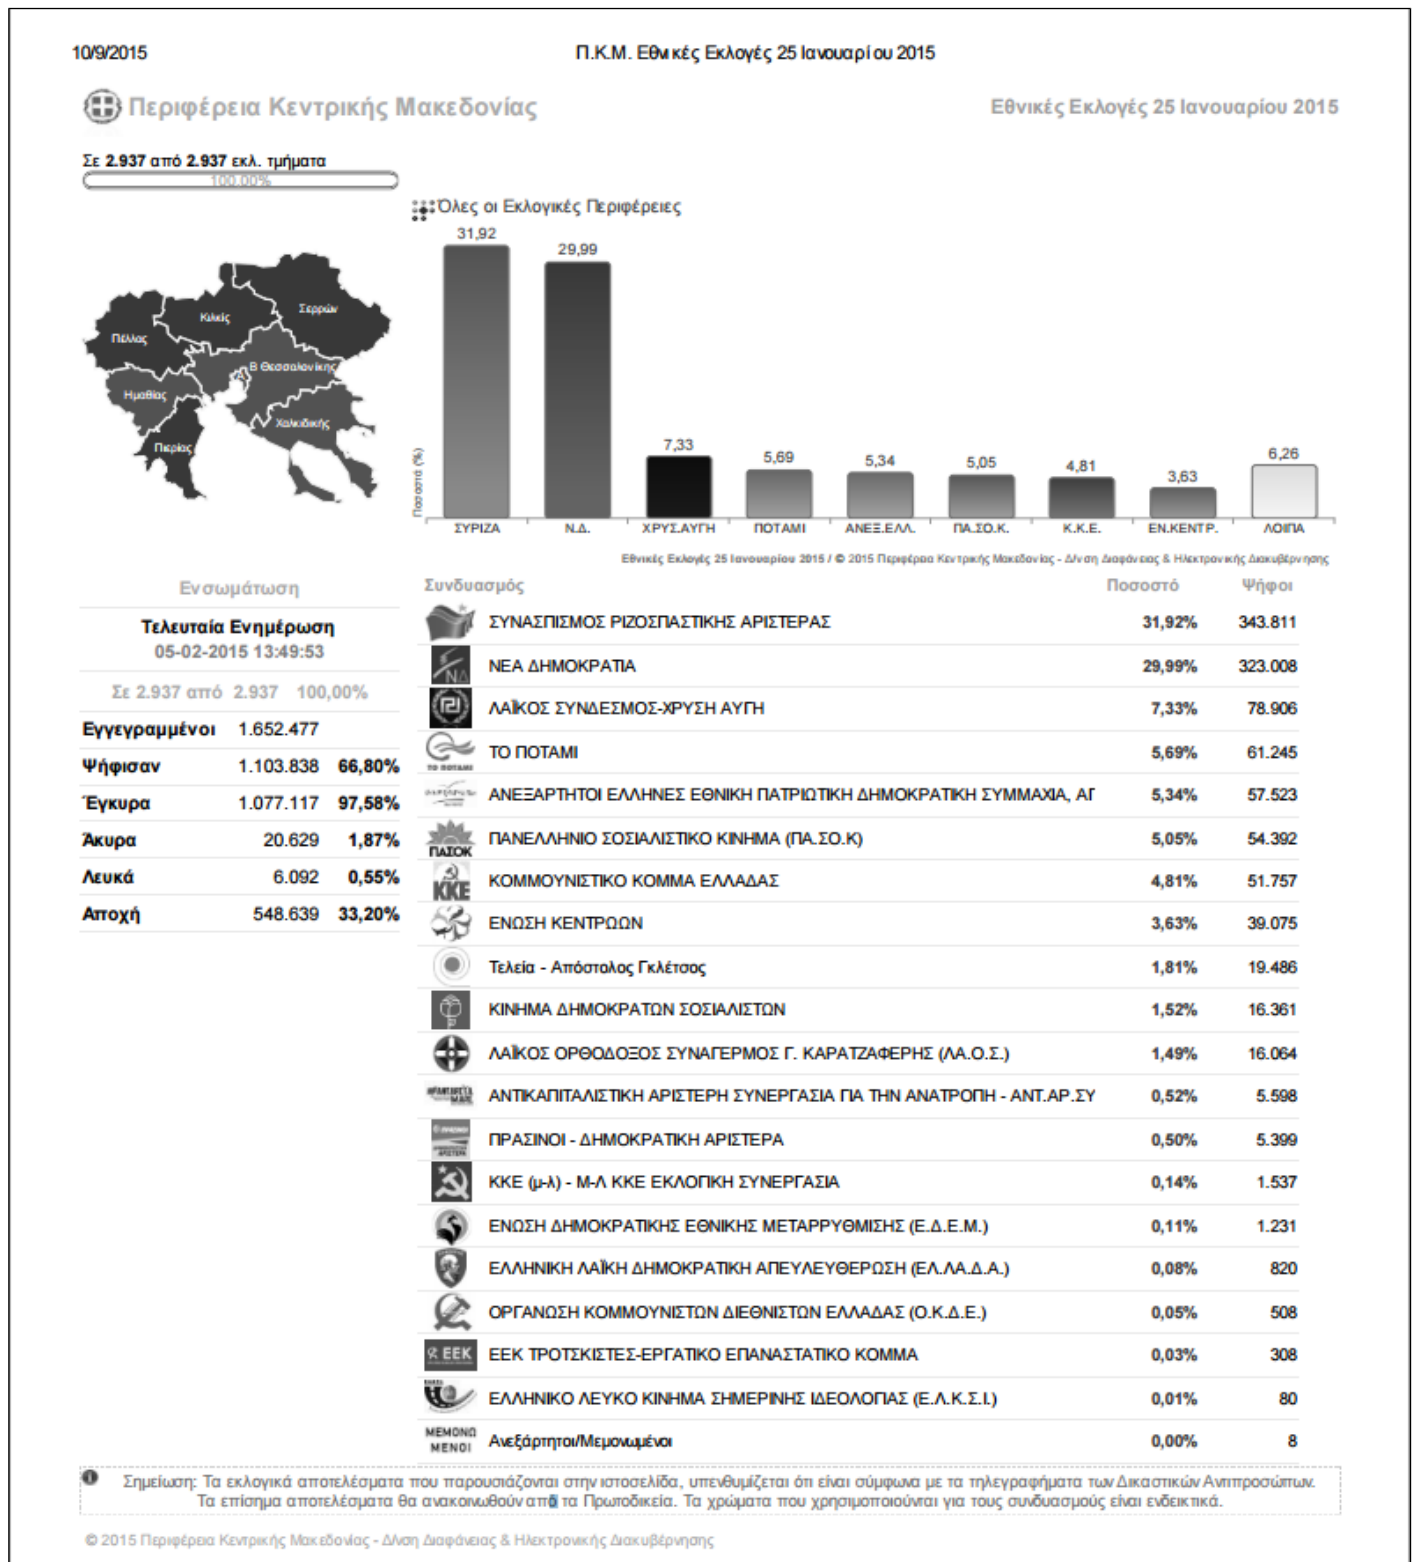 10/9/2015
Π.Κ.Μ. Εθνικές Εκλογές 25 Ιανουαρίου 2015
Περιφέρεια Κεντρικής Μακεδονίας
Εθνικές Εκλογές 25 Ιανουαρίου 2015
Σε 2.937 από 2.937 εκλ. τμήματα
100.00%
Όλες οι Εκλογικές Περιφέρειες
Σερρών
Κιλκίς
Πέλλας
Β Θεσσαλονίκης
Α
Ημαθίας
Χαλκιδικής
Πιερίας
Ποσοστά (%)
31,92
29,99
7,33
5,69
5,34
5,05
4,81
3,63
6,26
ΣΥΡΙΖΑ
Ν.Δ.
ΧΡΥΣ.ΑΥΓΗ
ΠΟΤΑΜΙ
ΑΝΕΞ.ΕΛΛ.
ΠΑ.ΣΟ.Κ.
Κ.Κ.Ε.
ΕΝ.ΚΕΝΤΡ.
ΛΟΙΠΑ
Εθνικές Εκλογές 25 Ιανουαρίου 2015 / © 2015 Περιφέρεια Κεντρικής Μακεδονίας - Δ/νση Διαφάνειας & Ηλεκτρονικής Διακυβέρνησης
Ενσωμάτωση
Τελευταία Ενημέρωση
05-02-2015 13:49:53
Σε 2.937 από 2.937 100,00%
Εγγεγραμμένοι 1.652.477
Ψήφισαν 1.103.838 66,80%
Έγκυρα 1.077.117 97,58%
Άκυρα 20.629 1,87%
Λευκά 6.092 0,55%
Αποχή 548.639 33,20%
Συνδυασμός Ποσοστό Ψήφοι
ΣΥΝΑΣΠΙΣΜΟΣ ΡΙΖΟΣΠΑΣΤΙΚΗΣ ΑΡΙΣΤΕΡΑΣ 31,92% 343.811
ΝΔ ΝΕΑ ΔΗΜΟΚΡΑΤΙΑ 29,99% 323.008
ΛΑΪΚΟΣ ΣΥΝΔΕΣΜΟΣ-ΧΡΥΣΗ ΑΥΓΗ 7,33% 78.906
ΤΟ ΠΟΤΑΜΙ ΤΟ ΠΟΤΑΜΙ 5,69% 61.245
ΑΝΕΞΑΡΤΗΤΟΙ ΕΛΛΗΝΕΣ ΕΘΝΙΚΗ ΠΑΤΡΙΩΤΙΚΗ ΔΗΜΟΚΡΑΤΙΚΗ ΣΥΜΜΑΧΙΑ, ΑΓ 5,34% 57.523
ΠΑΣΟΚ ΠΑΝΕΛΛΗΝΙΟ ΣΟΣΙΑΛΙΣΤΙΚΟ ΚΙΝΗΜΑ (ΠΑ.ΣΟ.Κ) 5,05% 54.392
ΚΚΕ ΚΟΜΜΟΥΝΙΣΤΙΚΟ ΚΟΜΜΑ ΕΛΛΑΔΑΣ 4,81% 51.757
ΕΝΩΣΗ ΚΕΝΤΡΩΩΝ 3,63% 39.075
Τελεία - Απόστολος Γκλέτσος 1,81% 19.486
ΚΙΝΗΜΑ ΔΗΜΟΚΡΑΤΩΝ ΣΟΣΙΑΛΙΣΤΩΝ 1,52% 16.361
ΛΑΪΚΟΣ ΟΡΘΟΔΟΞΟΣ ΣΥΝΑΓΕΡΜΟΣ Γ. ΚΑΡΑΤΖΑΦΕΡΗΣ (ΛΑ.Ο.Σ.) 1,49% 16.064
ΑΝΤΙΚΑΠΙΤΑΛΙΣΤΙΚΗ ΑΡΙΣΤΕΡΗ ΣΥΝΕΡΓΑΣΙΑ ΓΙΑ ΤΗΝ ΑΝΑΤΡΟΠΗ - ΑΝΤ.ΑΡ.ΣΥ 0,52% 5.598
ΠΡΑΣΙΝΟΙ - ΔΗΜΟΚΡΑΤΙΚΗ ΑΡΙΣΤΕΡΑ 0,50% 5.399
ΚΚΕ (μ-λ) - Μ-Λ ΚΚΕ ΕΚΛΟΓΙΚΗ ΣΥΝΕΡΓΑΣΙΑ 0,14% 1.537
ΕΝΩΣΗ ΔΗΜΟΚΡΑΤΙΚΗΣ ΕΘΝΙΚΗΣ ΜΕΤΑΡΡΥΘΜΙΣΗΣ (Ε.Δ.Ε.Μ.) 0,11% 1.231
ΕΛΛΗΝΙΚΗ ΛΑΪΚΗ ΔΗΜΟΚΡΑΤΙΚΗ ΑΠΕΥΛΕΥΘΕΡΩΣΗ (ΕΛ.ΛΑ.Δ.Α.) 0,08% 820
ΟΡΓΑΝΩΣΗ ΚΟΜΜΟΥΝΙΣΤΩΝ ΔΙΕΘΝΙΣΤΩΝ ΕΛΛΑΔΑΣ (Ο.Κ.Δ.Ε.) 0,05% 508
ΕΕΚ ΕΕΚ ΤΡΟΤΣΚΙΣΤΕΣ-ΕΡΓΑΤΙΚΟ ΕΠΑΝΑΣΤΑΤΙΚΟ ΚΟΜΜΑ 0,03% 308
ΕΛΛΗΝΙΚΟ ΛΕΥΚΟ ΚΙΝΗΜΑ ΣΗΜΕΡΙΝΗΣ ΙΔΕΟΛΟΓΙΑΣ (Ε.Λ.Κ.Σ.Ι.) 0,01% 80
ΜΕΜΟΝΩ
ΜΕΝΟΙ Ανεξάρτητοι/Μεμονωμένοι 0,00% 8
Σημείωση: Τα εκλογικά αποτελέσματα που παρουσιάζονται στην ιστοσελίδα, υπενθυμίζεται ότι είναι σύμφωνα με τα τηλεγραφήματα των Δικαστικών Αντιπροσώπων.
Τα επίσημα αποτελέσματα θα ανακοινωθούν από τα Πρωτοδικεία. Τα χρώματα που χρησιμοποιούνται για τους συνδυασμούς είναι ενδεικτικά.
© 2015 Περιφέρεια Κεντρικής Μακεδονίας - Δ/νση Διαφάνειας & Ηλεκτρονικής Διακυβέρνησης